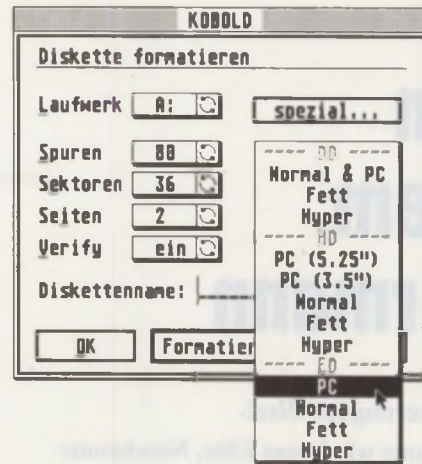 KOBOLD
Diskette formatieren
Laufwerk A: spezial...
Spuren 80
Sektoren 36
Seiten 2
Verify ein
Diskettenname:
OK Formatier
---- DD ----
Normal & PC
Fett
Hyper
---- HD ----
PC (5.25")
PC (3.5")
Normal
Fett
Hyper
---- ED ----
PC
Normal
Fett
Hyper